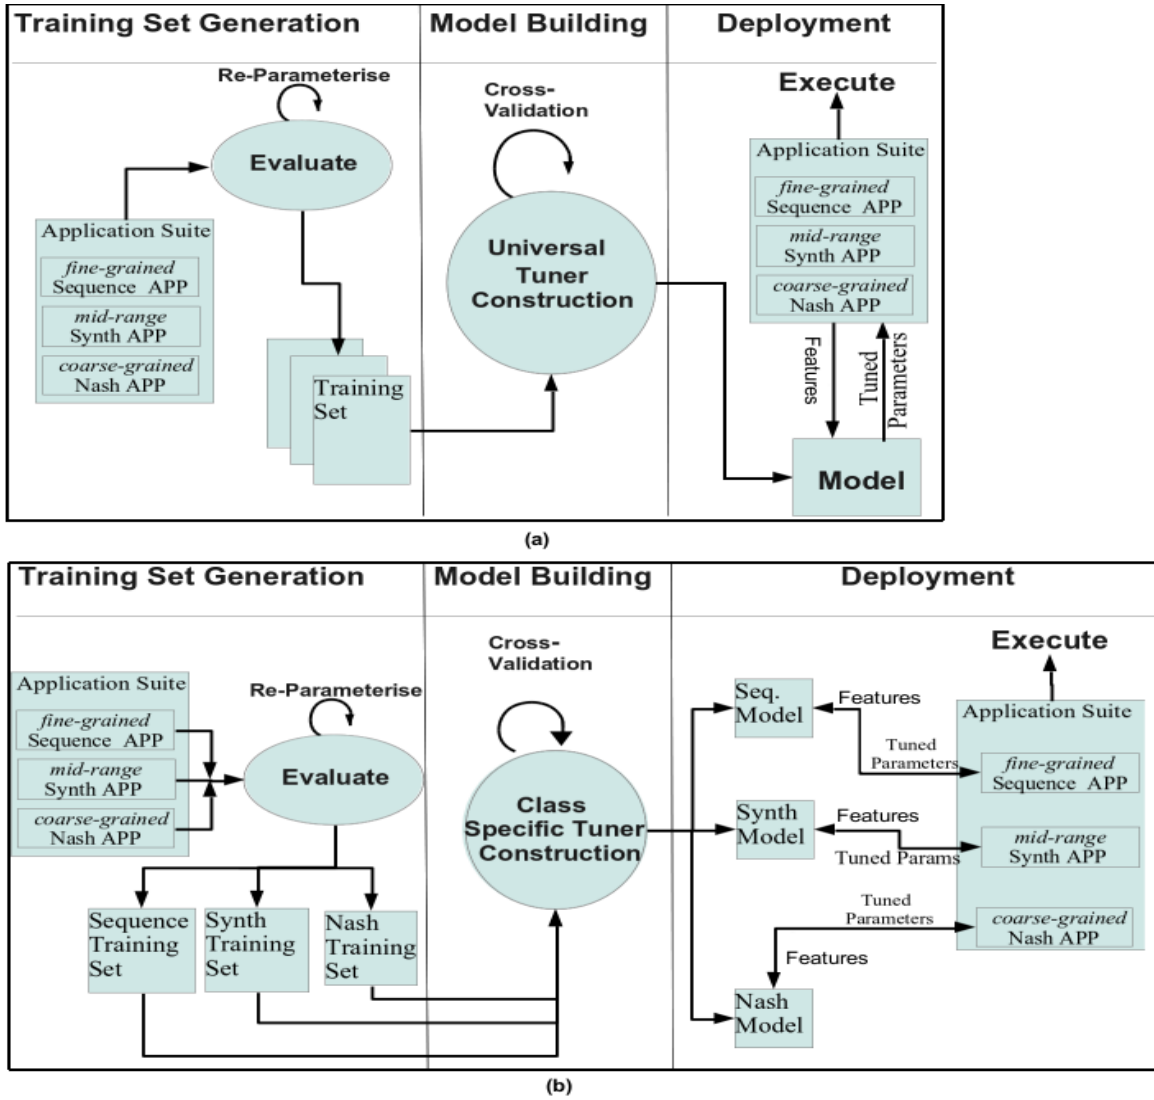 Training Set Generation
Model Building
Deployment
Re-Parameterise
Evaluate
Application Suite
fine-grained
Sequence APP
mid-range
Synth APP
coarse-grained
Nash APP
Training
Set
Cross-
Validation
Universal
Tuner
Construction
Execute
Application Suite
fine-grained
Sequence APP
mid-range
Synth APP
coarse-grained
Nash APP
Features
Tuned
Parameters
Model
(a)
Training Set Generation
Model Building
Deployment
Application Suite
fine-grained
Sequence APP
mid-range
Synth APP
coarse-grained
Nash APP
Re-Parameterise
Evaluate
Sequence
Training
Set
Synth
Training
Set
Nash
Training
Set
Cross-
Validation
Class
Specific Tuner
Construction
Seq.
Model
Features
Tuned
Parameters
Synth
Model
Features
Tuned Params
Tuned
Parameters
Features
Nash
Model
Execute
Application Suite
fine-grained
Sequence APP
mid-range
Synth APP
coarse-grained
Nash APP
(b)